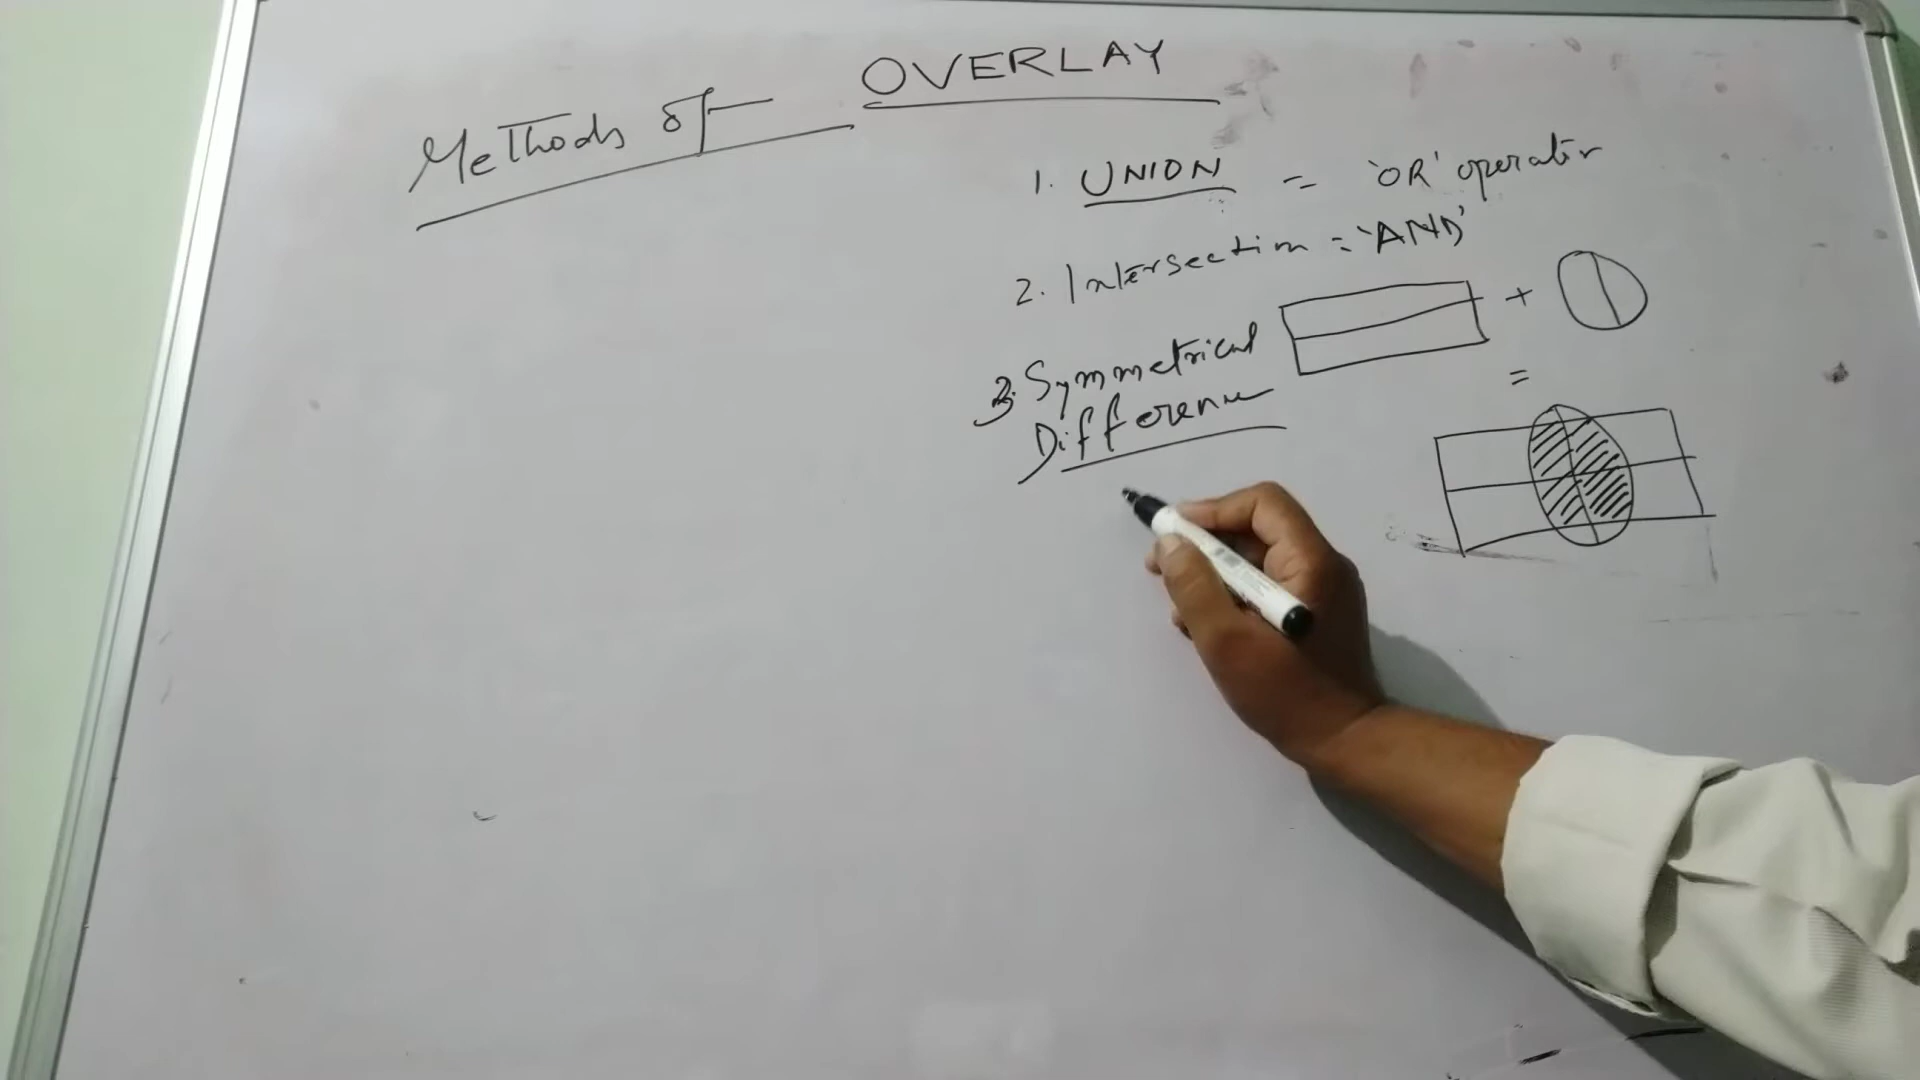 Methods of OVERLAY
1. UNION = 'OR' operator
2. Intersection = 'AND'
3. Symmetrical
Difference
+
=